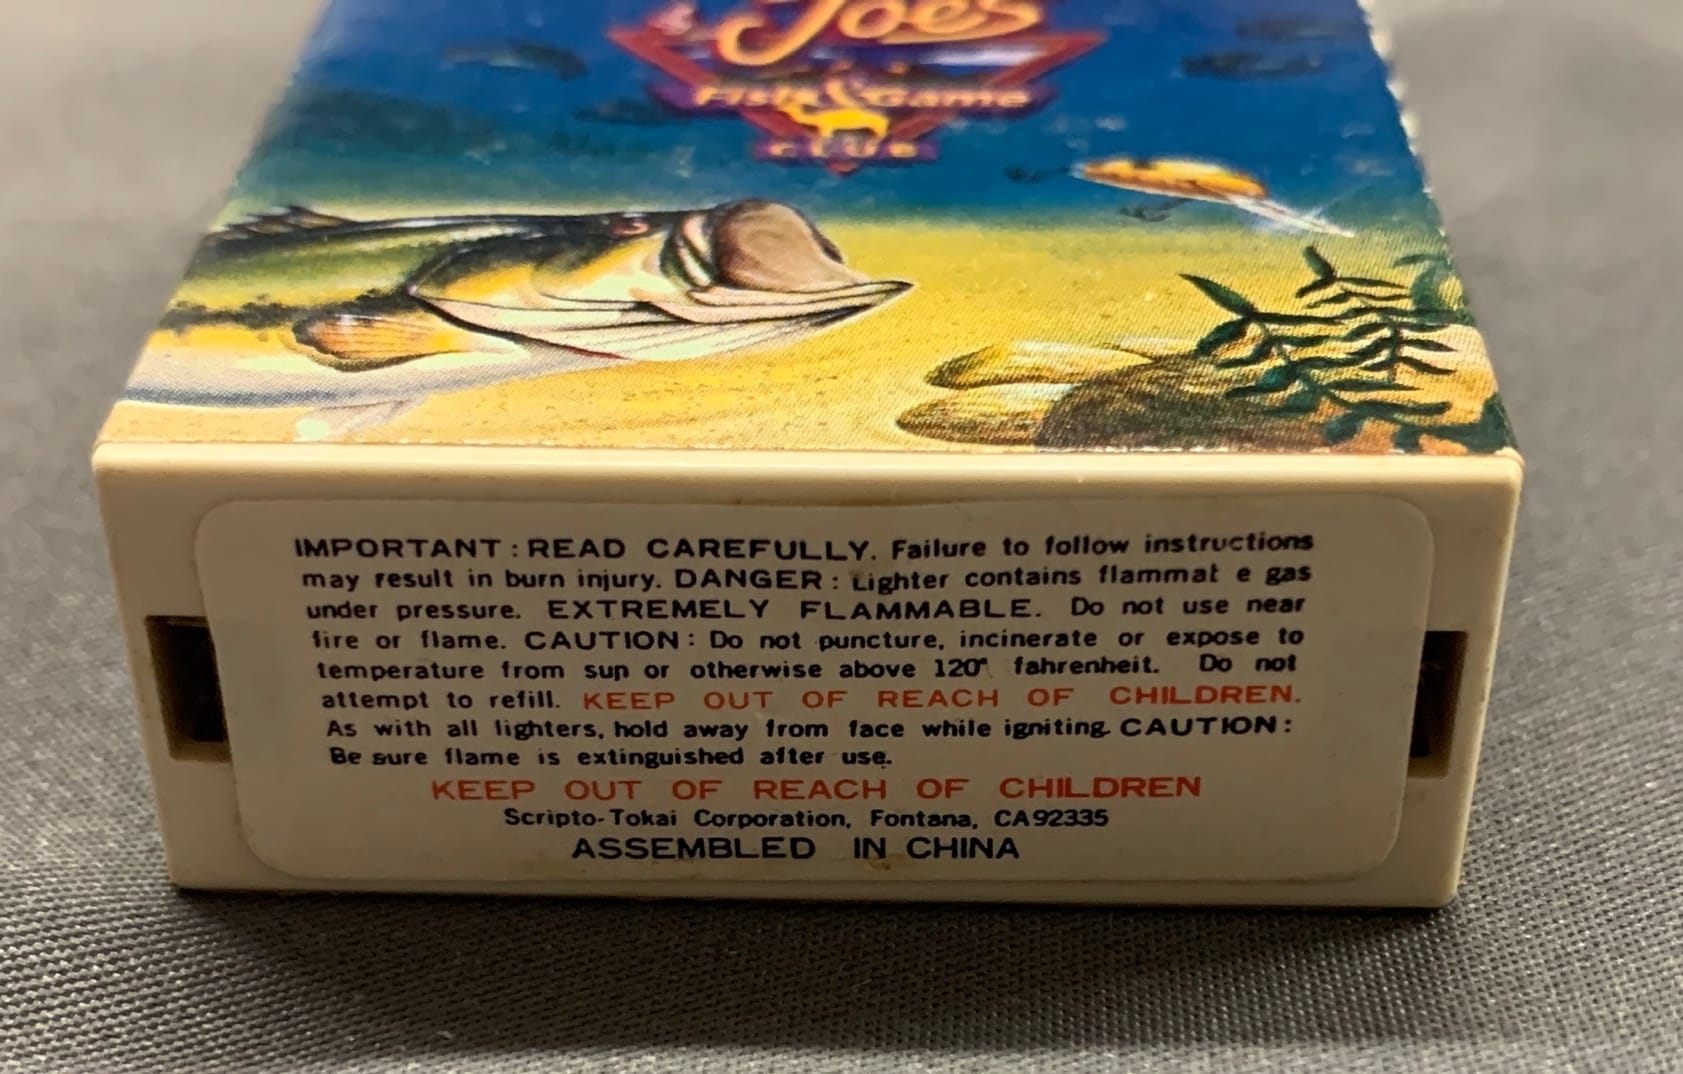 Joe's
Fish & Game
CLUB
IMPORTANT : READ CAREFULLY. Failure to follow instructions
may result in burn injury. DANGER : Lighter contains flammat e gas
under pressure. EXTREMELY FLAMMABLE. Do not use near
fire or flame. CAUTION : Do not puncture, incinerate or expose to
temperature from sun or otherwise above 120° fahrenheit. Do not
attempt to refill. KEEP OUT OF REACH OF CHILDREN.
As with all lighters, hold away from face while igniting. CAUTION :
Be sure flame is extinguished after use.
KEEP OUT OF REACH OF CHILDREN
Scripto-Tokai Corporation, Fontana, CA92335
ASSEMBLED IN CHINA